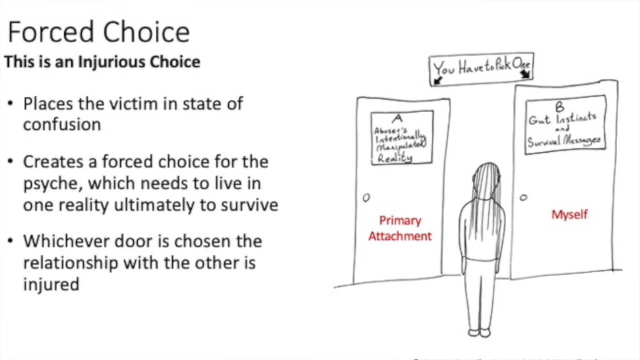 Forced Choice
This is an Injurious Choice
• Places the victim in state of
confusion
• Creates a forced choice for the
psyche, which needs to live in
one reality ultimately to survive
• Whichever door is chosen the
relationship with the other is
injured
You Have to Pick One
A
Abuser's
Intentionally
Manipulated
Reality
Primary
Attachment
B
Gut Instincts
and
Survival Messages
Myself